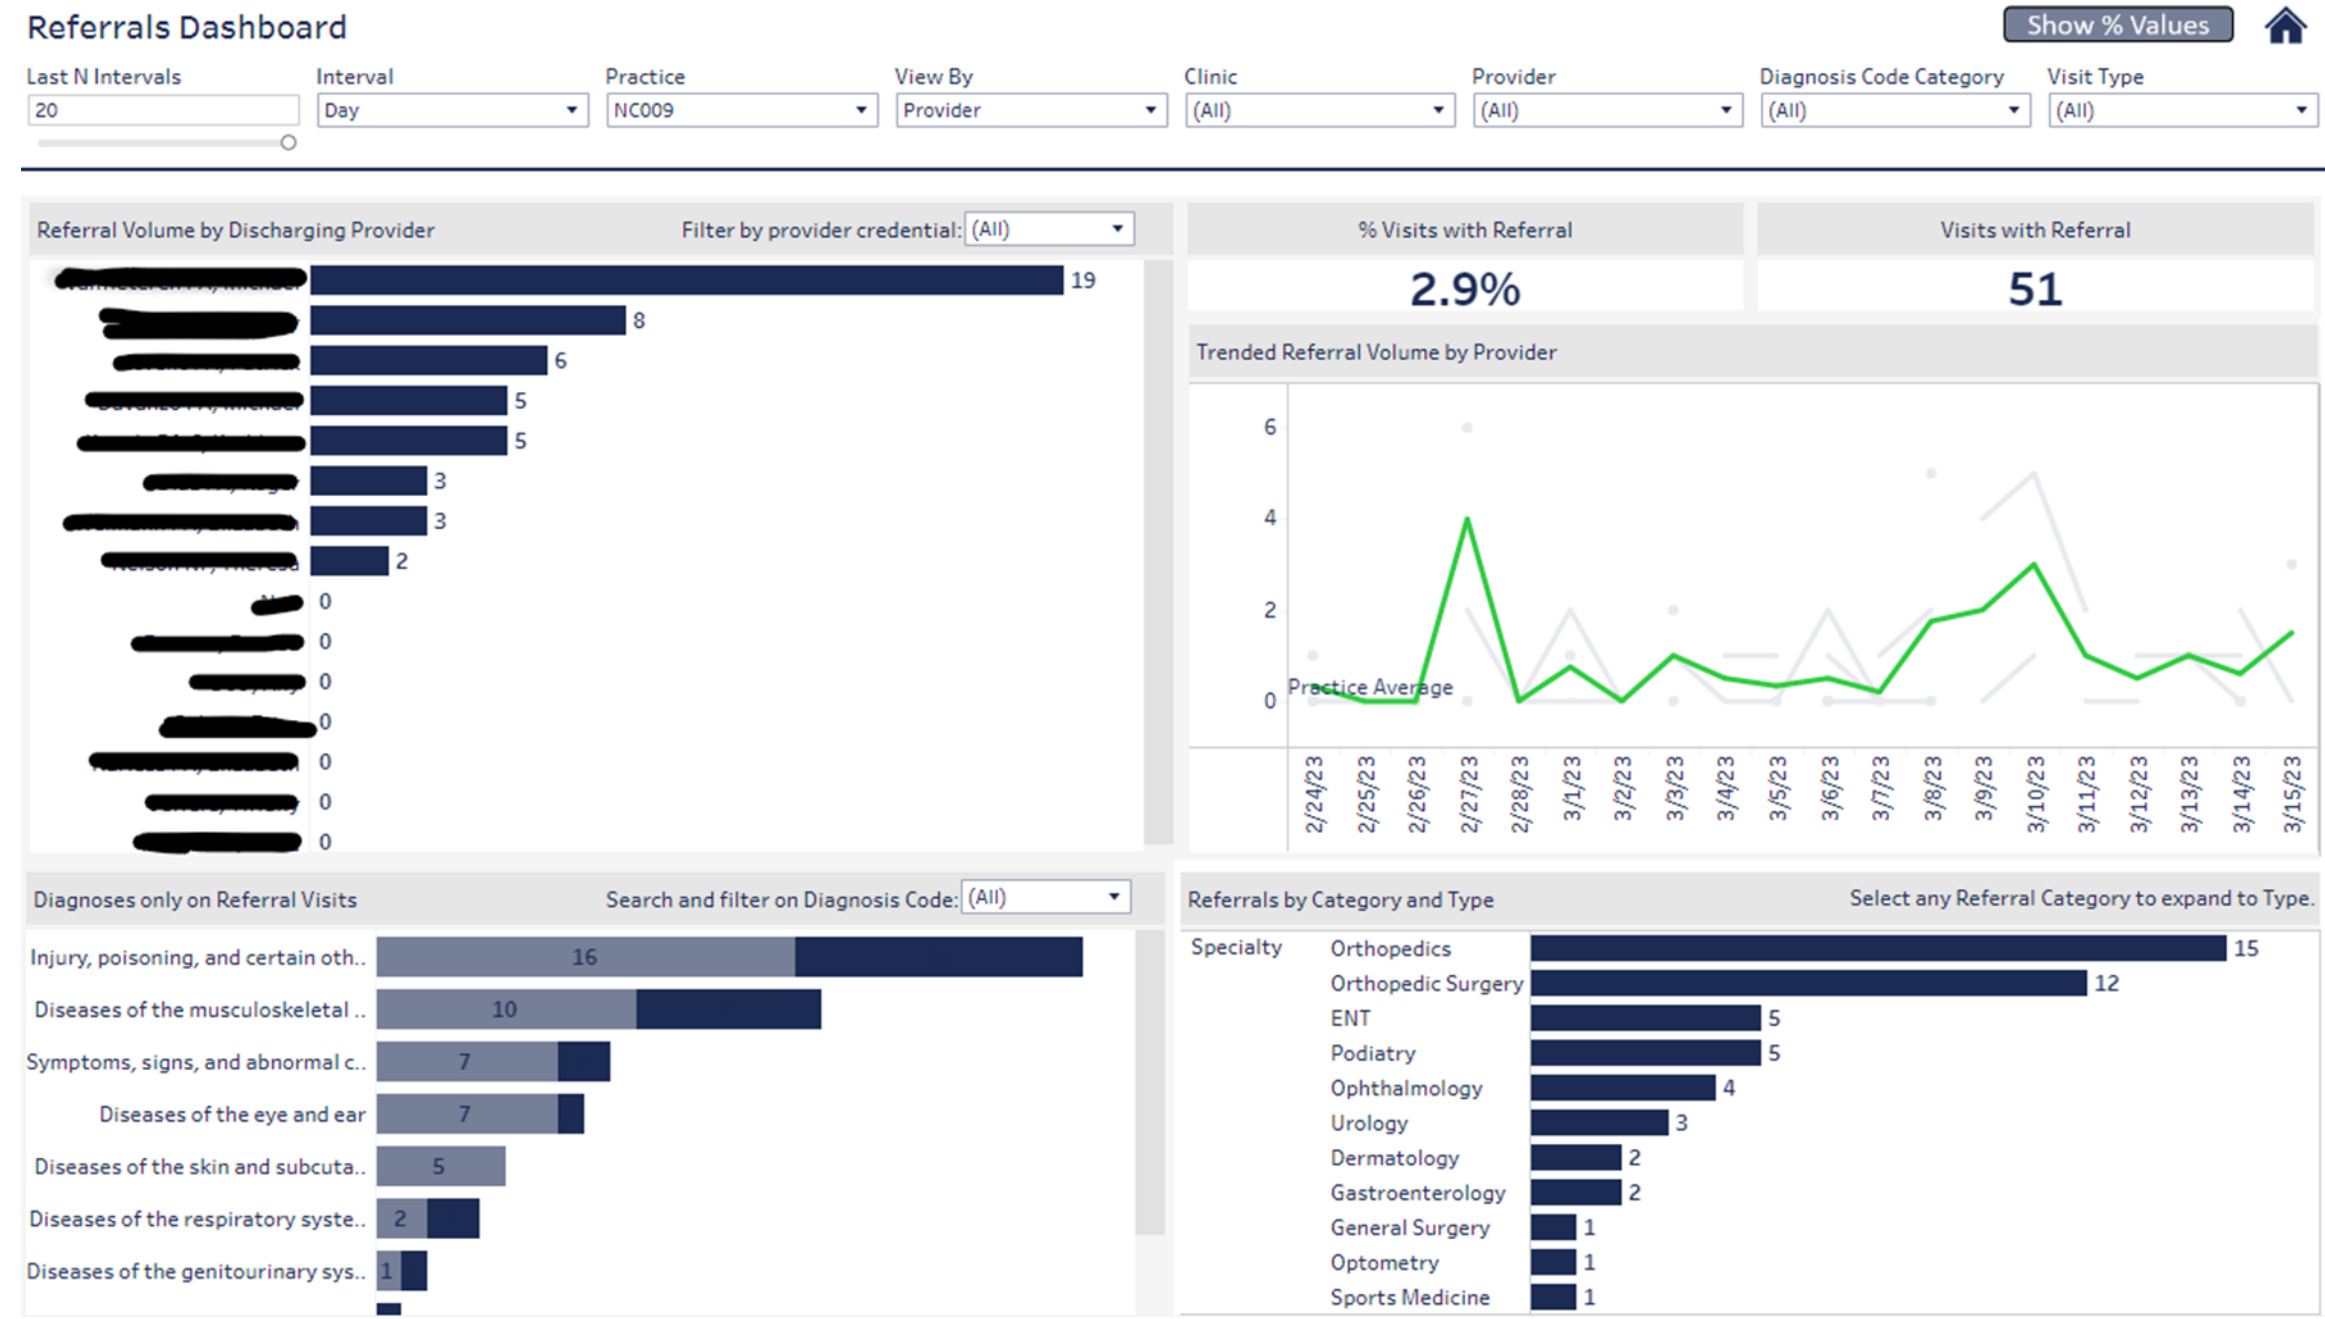 Referrals Dashboard
Show % Values
Last N Intervals Interval Practice View By Clinic Provider Diagnosis Code Category Visit Type
20 Day NC009 Provider (All) (All) (All) (All)
Referral Volume by Discharging Provider Filter by provider credential: (All)
19
8
6
5
5
3
3
2
0
0
0
0
0
0
0
% Visits with Referral
2.9%
Visits with Referral
51
Trended Referral Volume by Provider
6
4
2
0
Practice Average
2/24/23 2/25/23 2/26/23 2/27/23 2/28/23 3/1/23 3/2/23 3/3/23 3/4/23 3/5/23 3/6/23 3/7/23 3/8/23 3/9/23 3/10/23 3/11/23 3/12/23 3/13/23 3/14/23 3/15/23
Diagnoses only on Referral Visits Search and filter on Diagnosis Code: (All)
Injury, poisoning, and certain oth.. 16
Diseases of the musculoskeletal .. 10
Symptoms, signs, and abnormal c.. 7
Diseases of the eye and ear 7
Diseases of the skin and subcuta.. 5
Diseases of the respiratory syste.. 2
Diseases of the genitourinary sys.. 1
Referrals by Category and Type Select any Referral Category to expand to Type.
Specialty Orthopedics 15
Orthopedic Surgery 12
ENT 5
Podiatry 5
Ophthalmology 4
Urology 3
Dermatology 2
Gastroenterology 2
General Surgery 1
Optometry 1
Sports Medicine 1